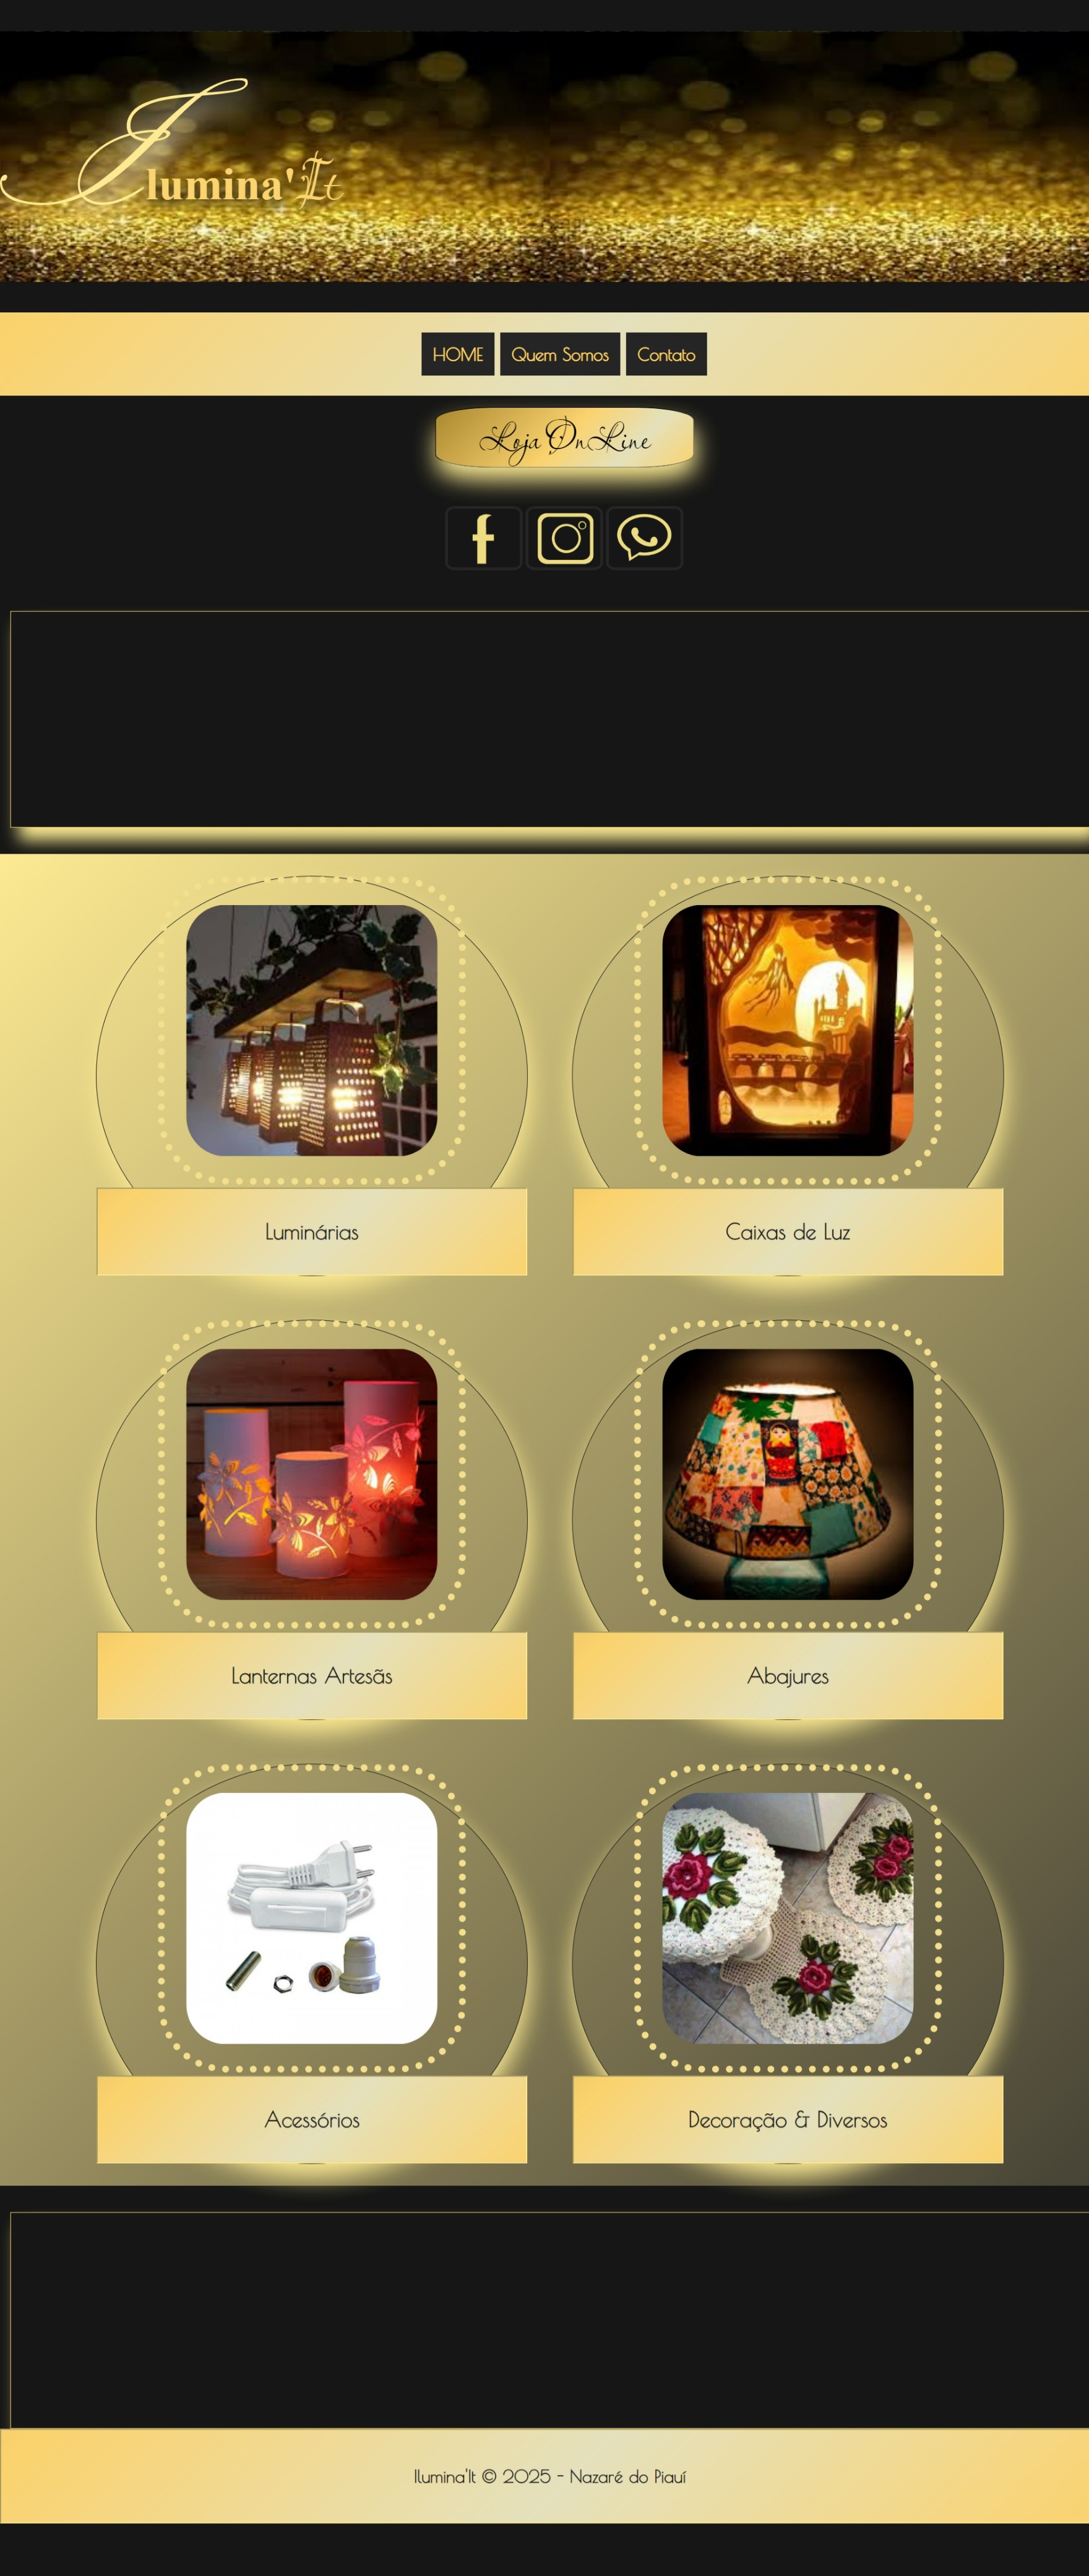 Ilumina'It
HOME Quem Somos Contato
Loja OnLine
Luminárias Caixas de Luz
Lanternas Artesãs Abajures
Acessórios Decoração & Diversos
Ilumina'It © 2025 - Nazaré do Piauí